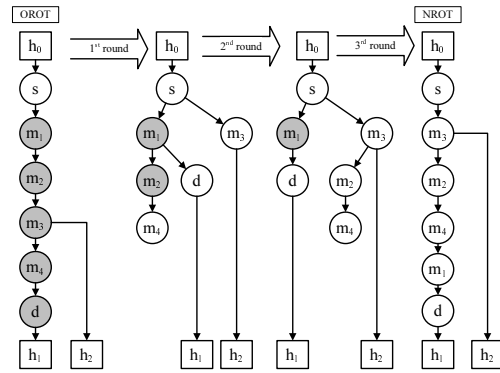 OROT NROT
h₀ 1ˢᵗ round h₀ 2ⁿᵈ round h₀ 3ʳᵈ round h₀
s s s s
m₁ m₁ m₃ m₁ m₃ m₃
m₂ m₂ d d m₂ m₂
m₃ m₄ m₄ m₄
m₄ m₁
d d
h₁ h₂ h₁ h₂ h₁ h₂ h₁ h₂